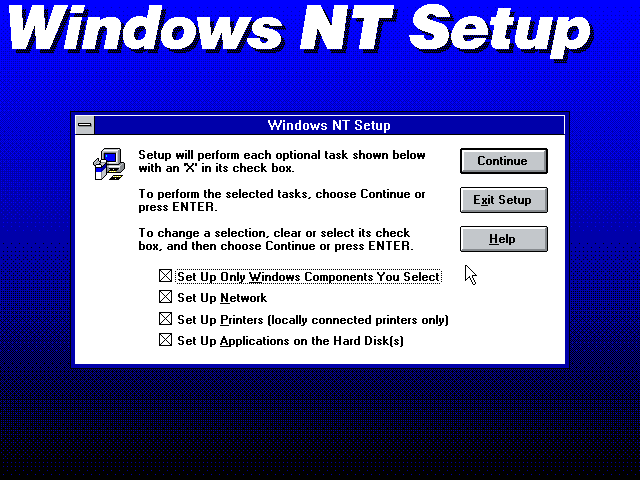 Windows NT Setup
Windows NT Setup
Setup will perform each optional task shown below
with an 'X' in its check box.
Continue
To perform the selected tasks, choose Continue or
press ENTER.
Exit Setup
To change a selection, clear or select its check
box, and then choose Continue or press ENTER.
Help
Set Up Only Windows Components You Select
Set Up Network
Set Up Printers (locally connected printers only)
Set Up Applications on the Hard Disk(s)